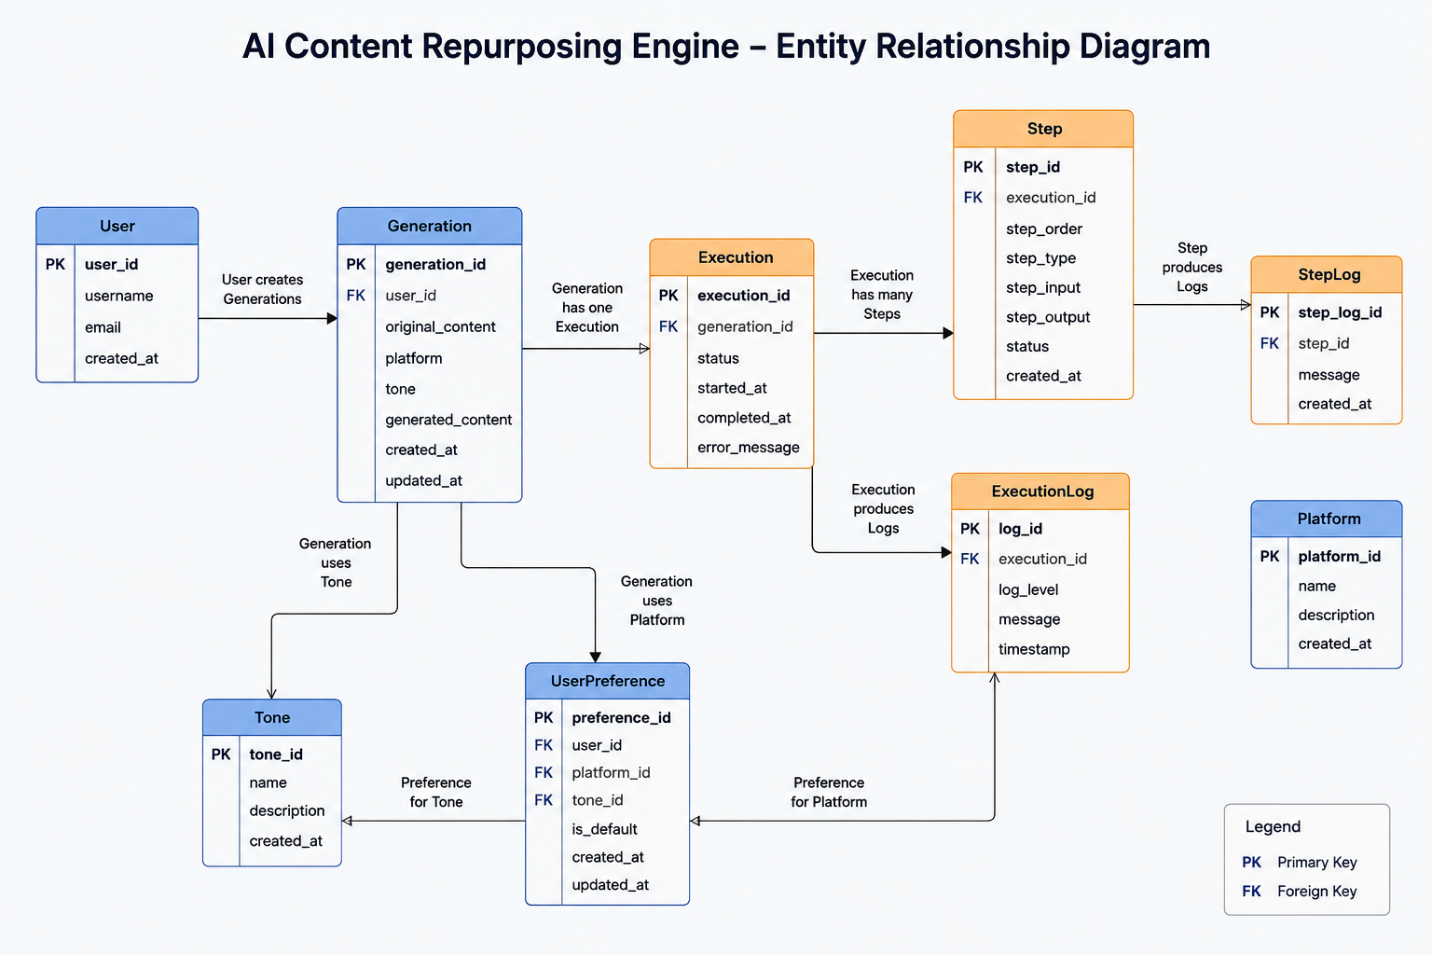 AI Content Repurposing Engine – Entity Relationship Diagram
User
PK user_id
username
email
created_at
User creates
Generations
Generation
PK generation_id
FK user_id
original_content
platform
tone
generated_content
created_at
updated_at
Generation
has one
Execution
Execution
PK execution_id
FK generation_id
status
started_at
completed_at
error_message
Execution
has many
Steps
Step
PK step_id
FK execution_id
step_order
step_type
step_input
step_output
status
created_at
Step
produces
Logs
StepLog
PK step_log_id
FK step_id
message
created_at
Execution
produces
Logs
ExecutionLog
PK log_id
FK execution_id
log_level
message
timestamp
Platform
PK platform_id
name
description
created_at
Generation
uses
Tone
Generation
uses
Platform
Tone
PK tone_id
name
description
created_at
Preference
for Tone
UserPreference
PK preference_id
FK user_id
FK platform_id
FK tone_id
is_default
created_at
updated_at
Preference
for Platform
Legend
PK Primary Key
FK Foreign Key